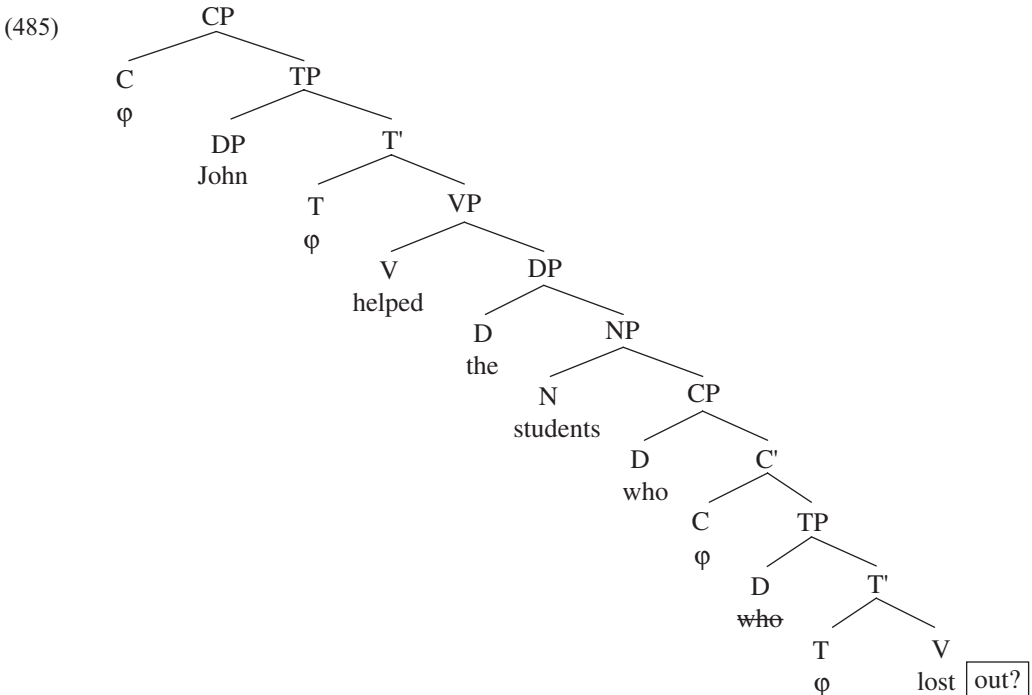 (485)
CP
C
TP
φ
DP
T'
John
T
VP
φ
V
DP
helped
D
NP
the
N
CP
students
D
C'
who
C
TP
φ
D
T'
who
T
V
φ
lost out?